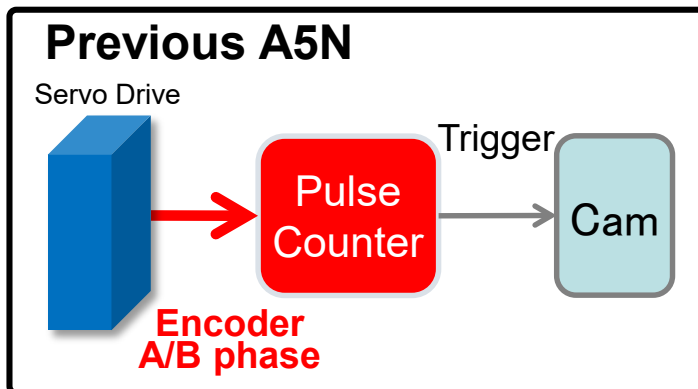 Previous A5N
Servo Drive
Trigger
Pulse
Counter
Cam
Encoder
A/B phase